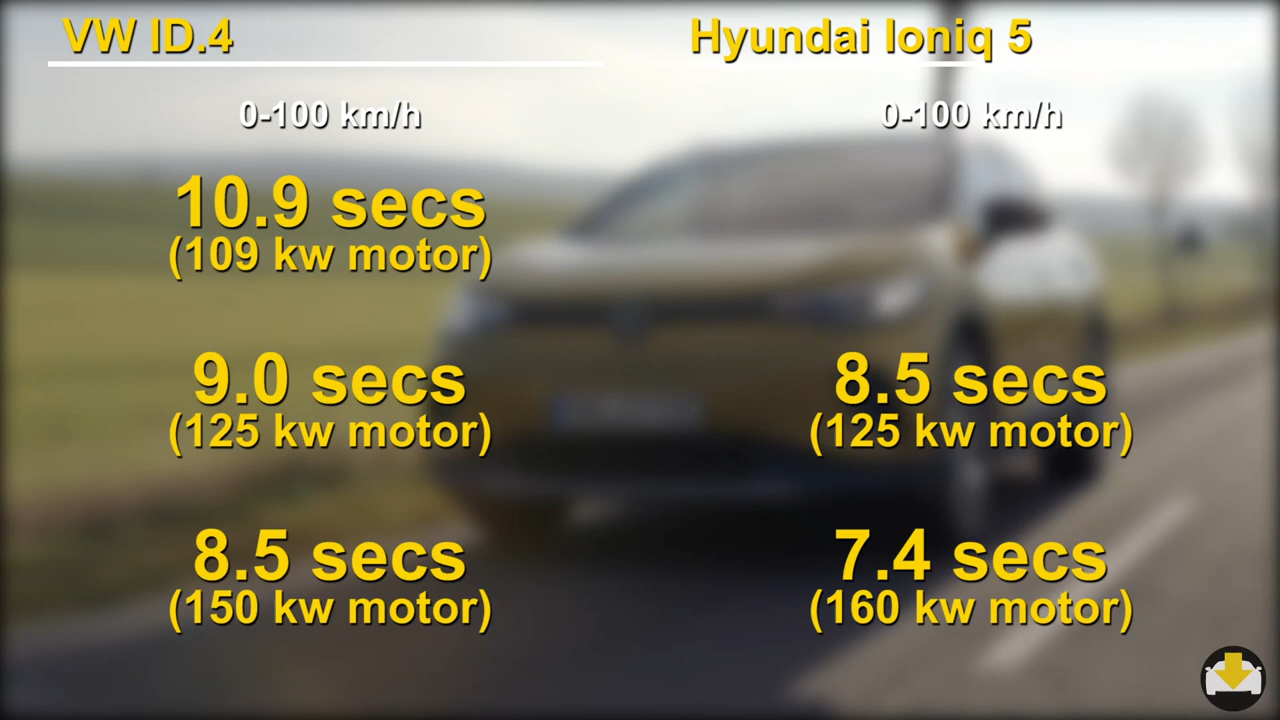 VW ID.4
0-100 km/h
10.9 secs
(109 kw motor)
9.0 secs
(125 kw motor)
8.5 secs
(150 kw motor)
Hyundai Ioniq 5
0-100 km/h
8.5 secs
(125 kw motor)
7.4 secs
(160 kw motor)